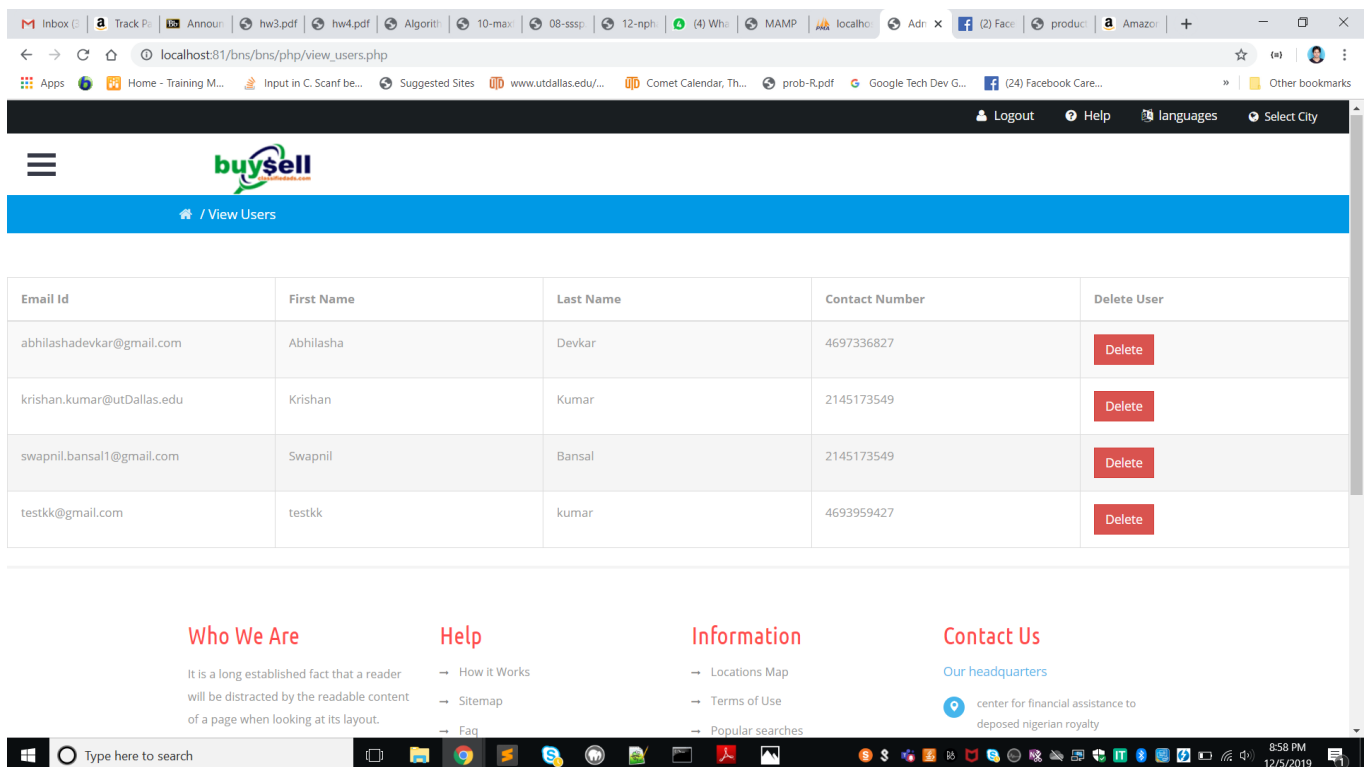 Inbox (3 Track Pa Announ hw3.pdf hw4.pdf Algorith 10-max 08-sssp 12-nph. (4) Wha MAMP localho Adm (2) Face produc Amazon
localhost:81/bns/bns/php/view_users.php
Apps Home - Training M... Input in C. Scanf be... Suggested Sites UTD www.utdallas.edu/... UTD Comet Calendar, Th... prob-R.pdf Google Tech Dev G... (24) Facebook Care... » Other bookmarks
Logout Help languages Select City
buy$ell
classifiedads.com
/ View Users
Email Id First Name Last Name Contact Number Delete User
abhilashadevkar@gmail.com Abhilasha Devkar 4697336827 Delete
krishan.kumar@utDallas.edu Krishan Kumar 2145173549 Delete
swapnil.bansal1@gmail.com Swapnil Bansal 2145173549 Delete
testkk@gmail.com testkk kumar 4693959427 Delete
Who We Are Help Information Contact Us
It is a long established fact that a reader → How it Works → Locations Map Our headquarters
will be distracted by the readable content → Sitemap → Terms of Use center for financial assistance to
of a page when looking at its layout. → Faq → Popular searches deposed nigerian royalty
Type here to search 8:58 PM
12/5/2019